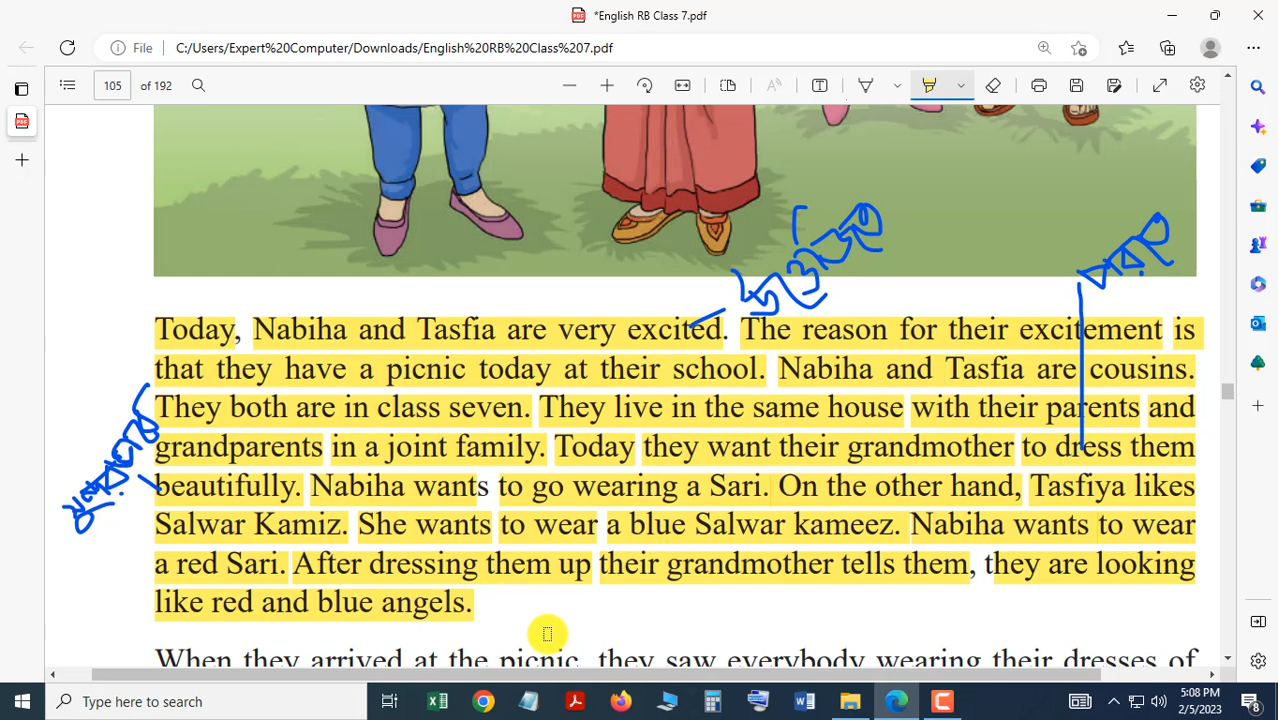 *English RB Class 7.pdf
File C:/Users/Expert%20Computer/Downloads/English%20RB%20Class%207.pdf
105 of 192
Today, Nabiha and Tasfia are very excited. The reason for their excitement is
that they have a picnic today at their school. Nabiha and Tasfia are cousins.
They both are in class seven. They live in the same house with their parents and
grandparents in a joint family. Today they want their grandmother to dress them
beautifully. Nabiha wants to go wearing a Sari. On the other hand, Tasfiya likes
Salwar Kamiz. She wants to wear a blue Salwar kameez. Nabiha wants to wear
a red Sari. After dressing them up their grandmother tells them, they are looking
like red and blue angels.
When they arrived at the picnic, they saw everybody wearing their dresses of
Type here to search
5:08 PM
2/5/2023
8